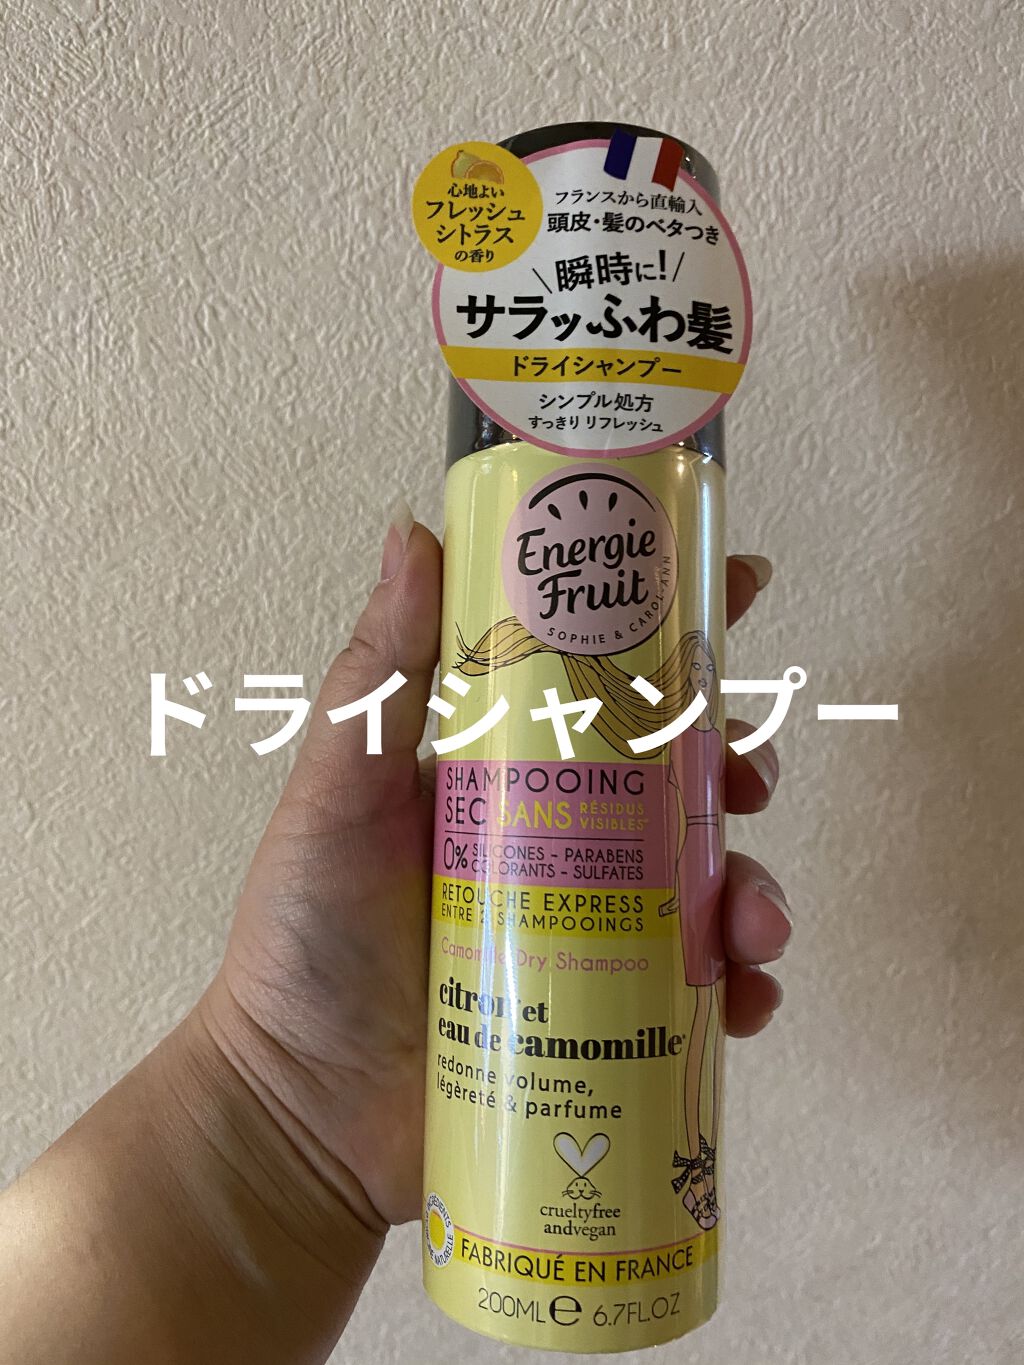 心地よい
フレッシュ
シトラス
の香り
フランスから直輸入
頭皮・髪のベタつき
\瞬時に!/
サラッふわ髪
ドライシャンプー
シンプル処方
すっきり リフレッシュ
Energie
Fruit
SOPHIE & CAROL-ANN
ドライシャンプー
SHAMPOOING
SEC SANS RÉSIDUS
VISIBLES
0% SILICONES - PARABENS
COLORANTS - SULFATES
RETOUCHE EXPRESS
ENTRE 2 SHAMPOOINGS
Camomille Dry Shampoo
citron et
eau de camomille*
redonne volume,
légèreté & parfume
crueltyfree
andvegan
INGRÉDIENTS
NATURELLE
FABRIQUÉ EN FRANCE
200ML e 6.7FL.OZ